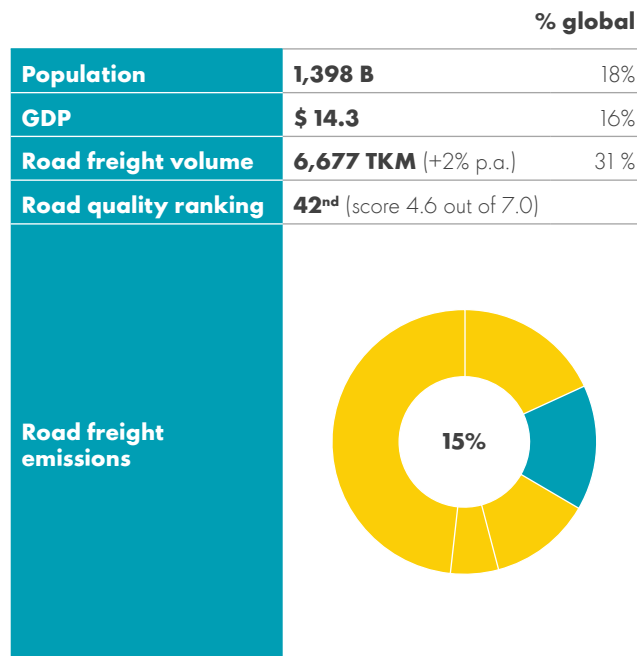 % global
Population 1,398 B 18%
GDP $ 14.3 16%
Road freight volume 6,677 TKM (+2% p.a.) 31 %
Road quality ranking 42nd (score 4.6 out of 7.0)
Road freight
emissions
15%